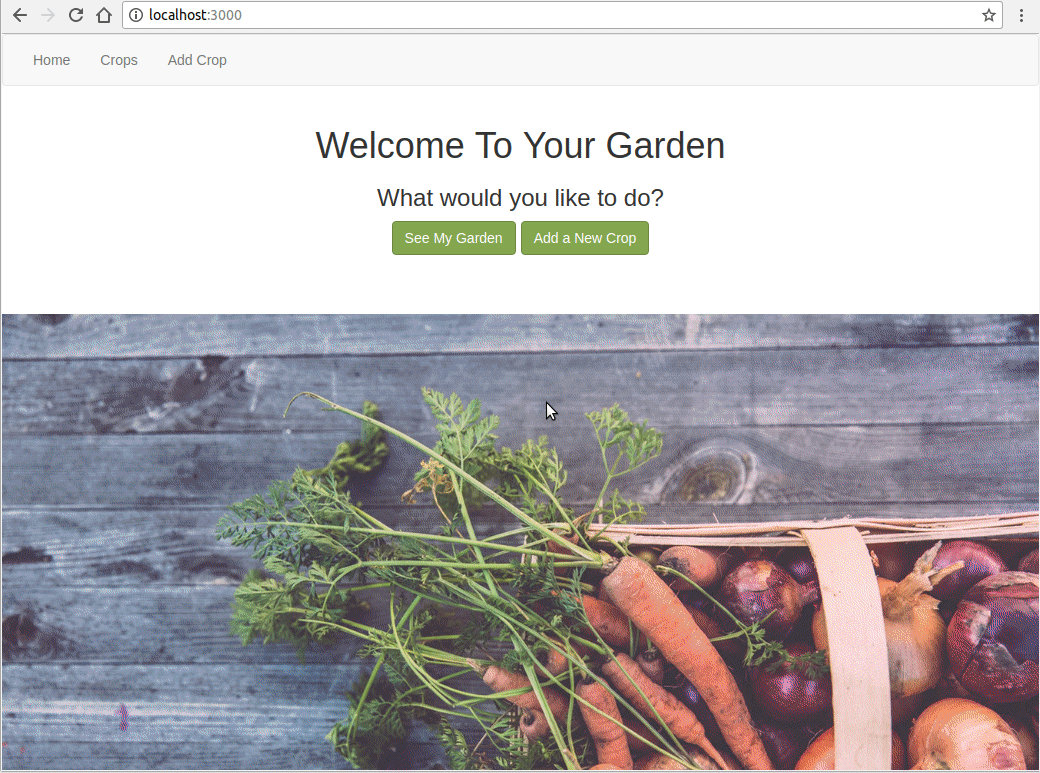 localhost:3000
Home Crops Add Crop
Welcome To Your Garden
What would you like to do?
See My Garden Add a New Crop